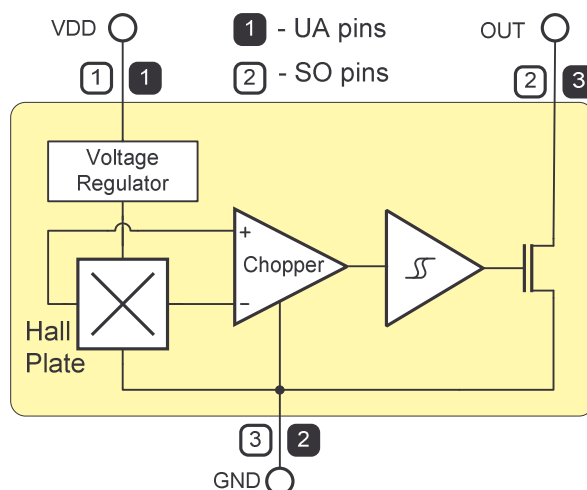 VDD
1 - UA pins
OUT
1 1
2 - SO pins
2 3
Voltage
Regulator
+
Chopper
−
Hall
Plate
3 2
GND